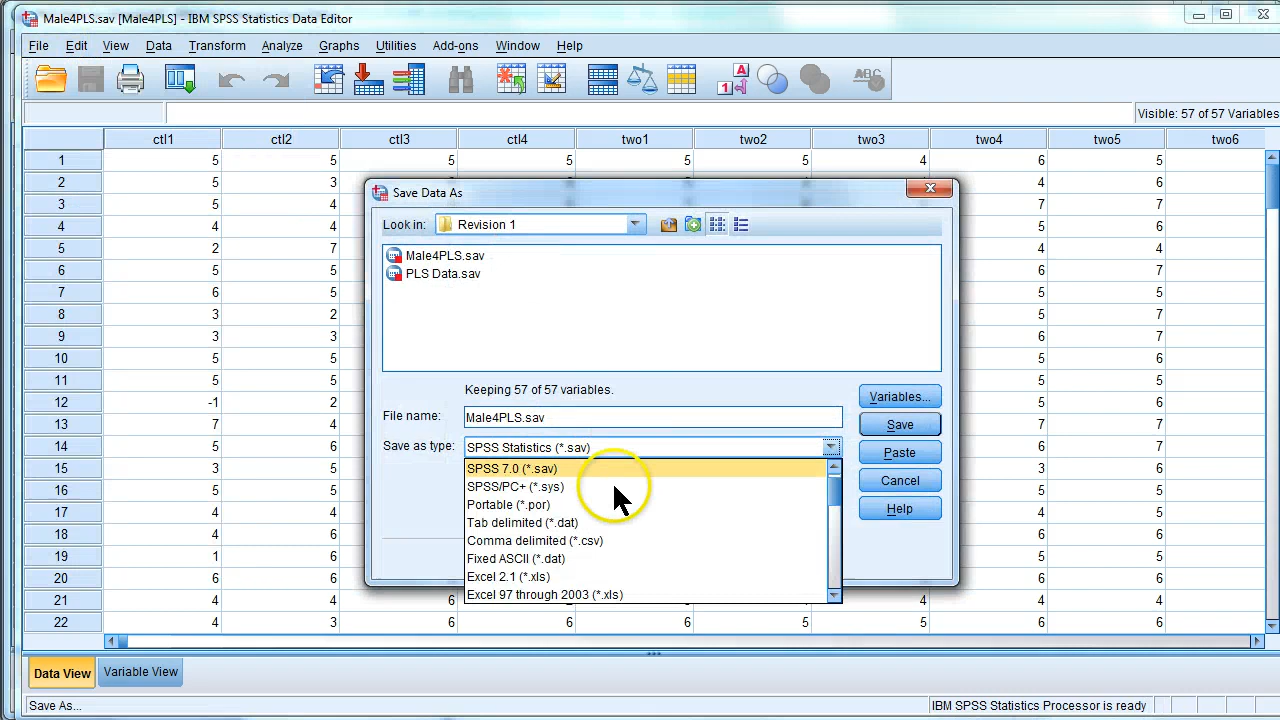 Male4PLS.sav [Male4PLS] - IBM SPSS Statistics Data Editor
File Edit View Data Transform Analyze Graphs Utilities Add-ons Window Help
Visible: 57 of 57 Variables
ctl1 ctl2 ctl3 ctl4 two1 two2 two3 two4 two5 two6
1 5 5 5 5 5 5 4 6 5
2 5 3 4 6
3 5 4 7 5
4 4 4 6 7
5 2 7 4 4
6 5 5 6 7
7 6 5 5 5
8 3 2 5 7
9 3 3 6 7
10 5 5 5 6
11 5 5 5 5
12 -1 2 6 6
13 7 4 4 7
14 5 6 5 7
15 3 5 3 6
16 5 5 6 6
17 4 4 5 5
18 4 6 6 6
19 1 6 5 7
20 6 6 6 6
21 4 6 4 4
22 4 3 6 6 6 5 5 6 6
Save Data As
Look in: Revision 1
Male4PLS.sav
PLS Data.sav
Keeping 57 of 57 variables.
Variables...
File name: Male4PLS.sav
Save
Save as type: SPSS Statistics (*.sav)
Paste
SPSS 7.0 (*.sav)
SPSS/PC+ (*.sys)
Cancel
Portable (*.por)
Help
Tab delimited (*.dat)
Comma delimited (*.csv)
Fixed ASCII (*.dat)
Excel 2.1 (*.xls)
Excel 97 through 2003 (*.xls)
Data View Variable View
Save As... IBM SPSS Statistics Processor is ready